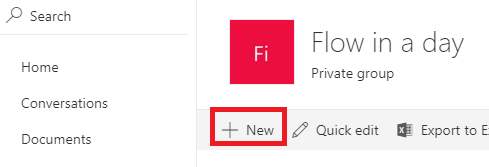 Search
Home
Conversations
Documents
Fi
Flow in a day
Private group
New
Quick edit
Export to E